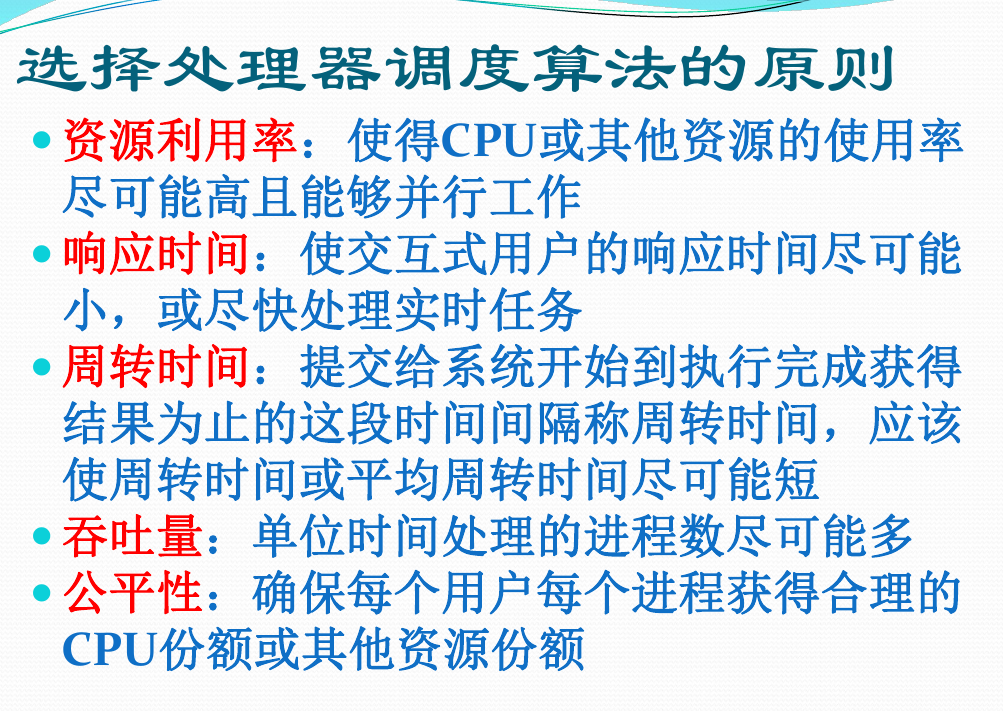 选择处理器调度算法的原则
资源利用率：使得CPU或其他资源的使用率
尽可能高且能够并行工作
响应时间：使交互式用户的响应时间尽可能
小，或尽快处理实时任务
周转时间：提交给系统开始到执行完成获得
结果为止的这段时间间隔称周转时间，应该
使周转时间或平均周转时间尽可能短
吞吐量：单位时间处理的进程数尽可能多
公平性：确保每个用户每个进程获得合理的
CPU份额或其他资源份额